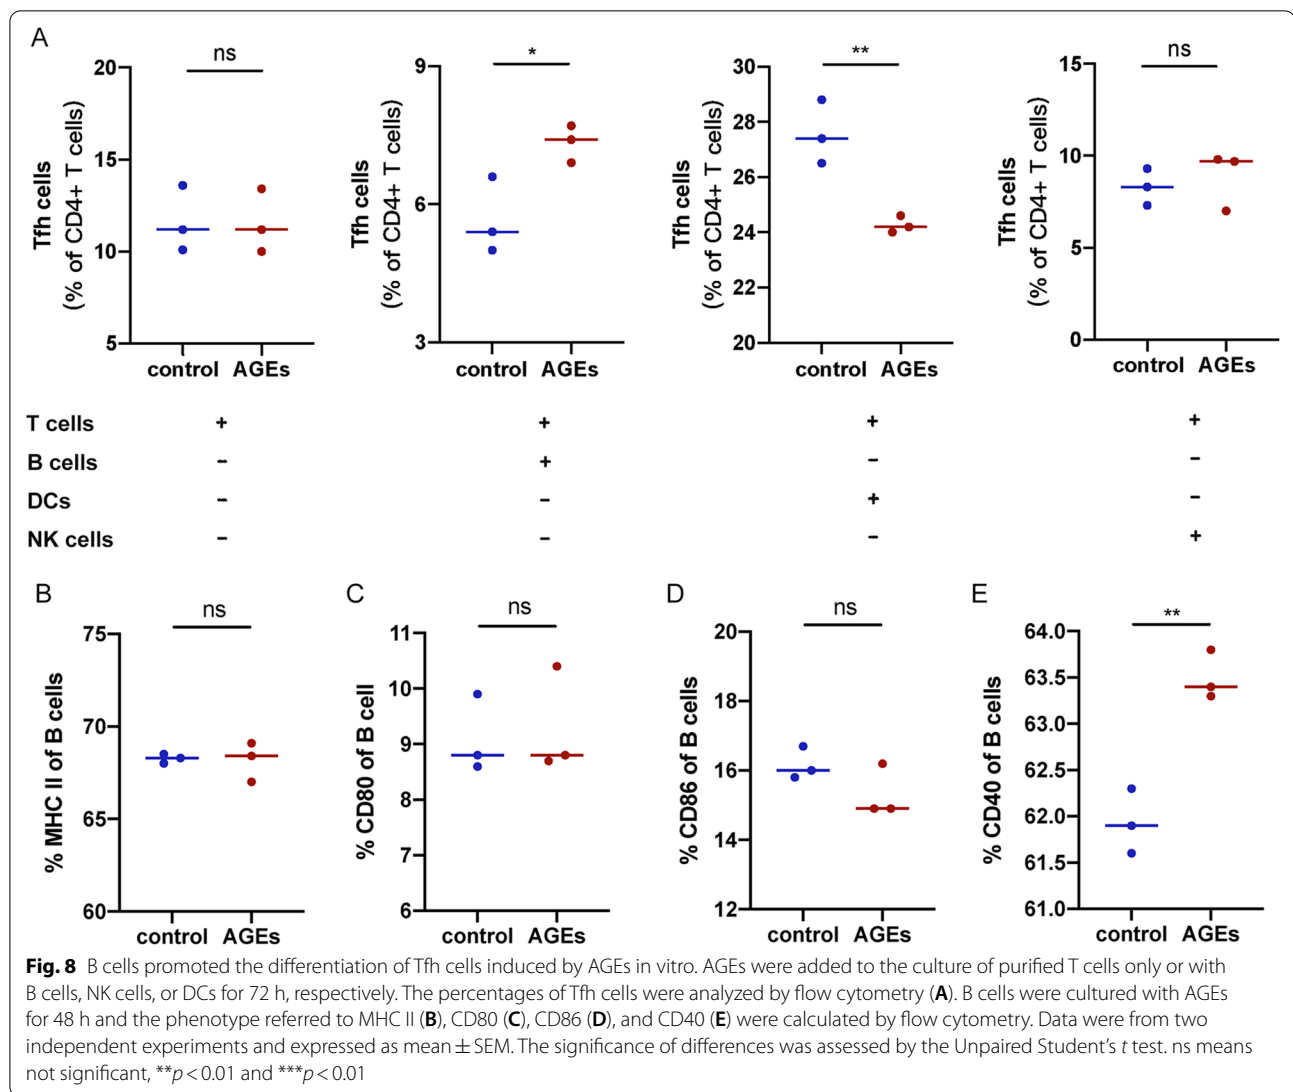 A
ns
20
15
10
5
Tfh cells
(% of CD4+ T cells)
control AGEs
*
9
6
3
Tfh cells
(% of CD4+ T cells)
control AGEs
**
30
28
26
24
22
20
Tfh cells
(% of CD4+ T cells)
control AGEs
ns
15
10
5
0
Tfh cells
(% of CD4+ T cells)
control AGEs
T cells + + + +
B cells - + - -
DCs - - + -
NK cells - - - +
B
ns
75
70
65
60
% MHC II of B cells
control AGEs
C
ns
11
10
9
8
7
6
% CD80 of B cell
control AGEs
D
ns
20
18
16
14
12
% CD86 of B cells
control AGEs
E
**
64.0
63.5
63.0
62.5
62.0
61.5
61.0
% CD40 of B cells
control AGEs
Fig. 8 B cells promoted the differentiation of Tfh cells induced by AGEs in vitro. AGEs were added to the culture of purified T cells only or with
B cells, NK cells, or DCs for 72 h, respectively. The percentages of Tfh cells were analyzed by flow cytometry (A). B cells were cultured with AGEs
for 48 h and the phenotype referred to MHC II (B), CD80 (C), CD86 (D), and CD40 (E) were calculated by flow cytometry. Data were from two
independent experiments and expressed as mean ± SEM. The significance of differences was assessed by the Unpaired Student's t test. ns means
not significant, **p < 0.01 and ***p < 0.01